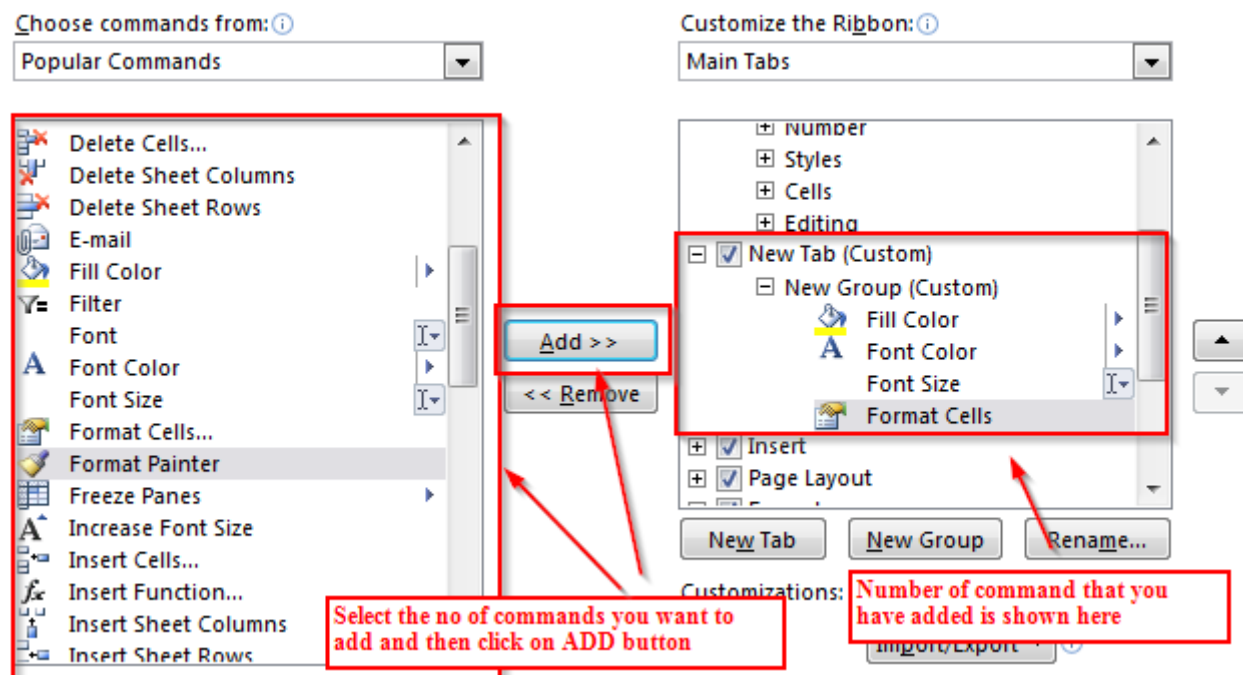 Choose commands from:
Popular Commands
Delete Cells...
Delete Sheet Columns
Delete Sheet Rows
E-mail
Fill Color
Filter
Font
Font Color
Font Size
Format Cells...
Format Painter
Freeze Panes
Increase Font Size
Insert Cells...
Insert Function...
Insert Sheet Columns
Insert Sheet Rows
Add >>
<< Remove
Customize the Ribbon:
Main Tabs
Number
Styles
Cells
Editing
New Tab (Custom)
New Group (Custom)
Fill Color
Font Color
Font Size
Format Cells
Insert
Page Layout
New Tab
New Group
Rename...
Customizations:
Import/Export
Select the no of commands you want to
add and then click on ADD button
Number of command that you
have added is shown here